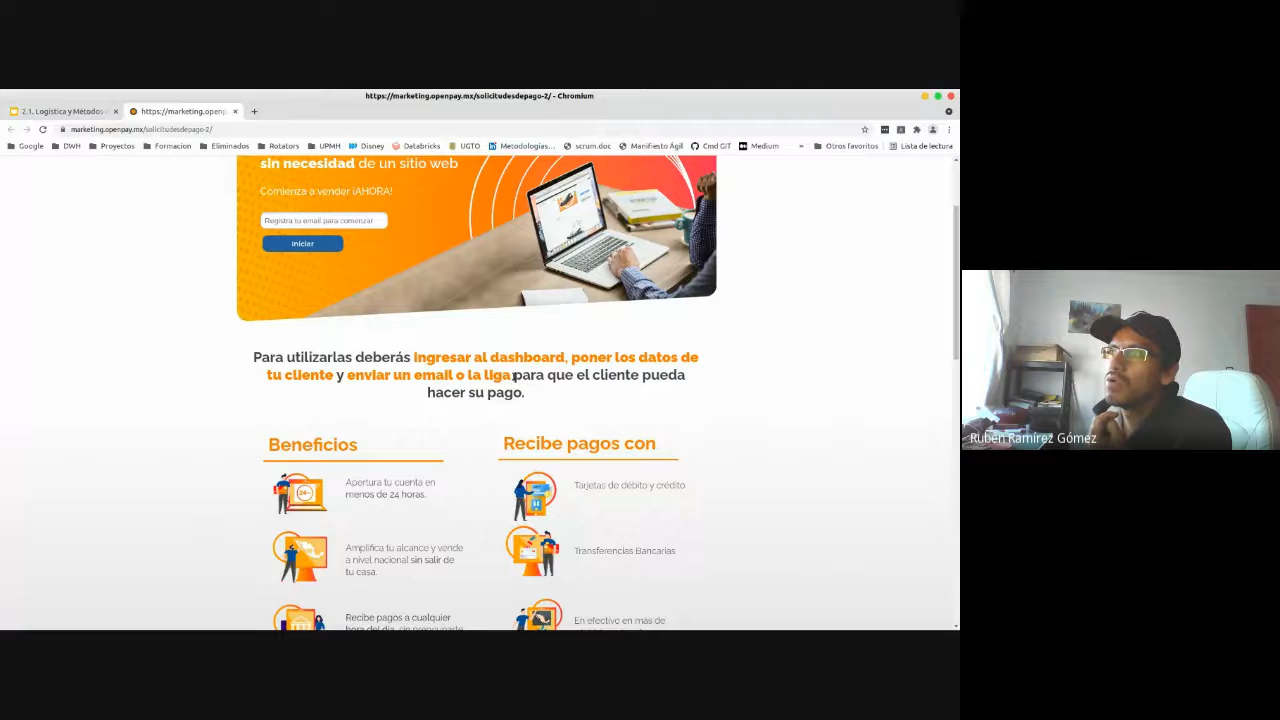 https://marketing.openpay.mx/solicitudesdepago-2/ - Chromium
2.1. Logística y Métodos
https://marketing.openp
marketing.openpay.mx/solicitudesdepago-2/
Google DWH Proyectos Formacion Eliminados Rotators UPMH Disney Databricks UGTO Metodologías... scrum.doc Manifiesto Ágil Cmd GIT Medium » Otros favoritos Lista de lectura
sin necesidad de un sitio web
Comienza a vender ¡AHORA!
Registra tu email para comenzar
Iniciar
Para utilizarlas deberás ingresar al dashboard, poner los datos de
tu cliente y enviar un email o la liga para que el cliente pueda
hacer su pago.
Beneficios
Apertura tu cuenta en
menos de 24 horas.
Amplifica tu alcance y vende
a nivel nacional sin salir de
tu casa.
Recibe pagos a cualquier
hora del día, sin preocuparte
Recibe pagos con
Tarjetas de débito y crédito
Transferencias Bancarias
En efectivo en más de
Rubén Ramírez Gómez